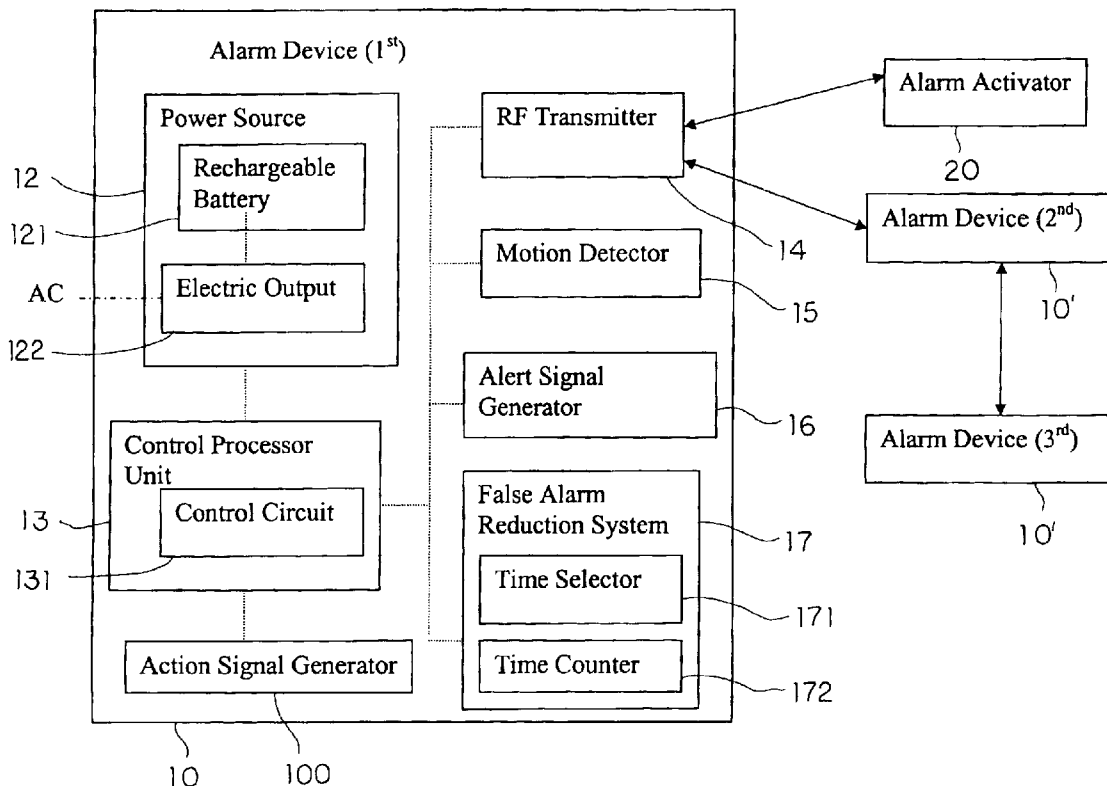 Alarm Device (1st)
Power Source
Rechargeable
Battery
12
121
AC
Electric Output
122
Control Processor
Unit
Control Circuit
13
131
Action Signal Generator
10
100
RF Transmitter
14
Motion Detector
15
Alert Signal
Generator
16
False Alarm
Reduction System
17
Time Selector
171
Time Counter
172
Alarm Activator
20
Alarm Device (2nd)
10'
Alarm Device (3rd)
10'